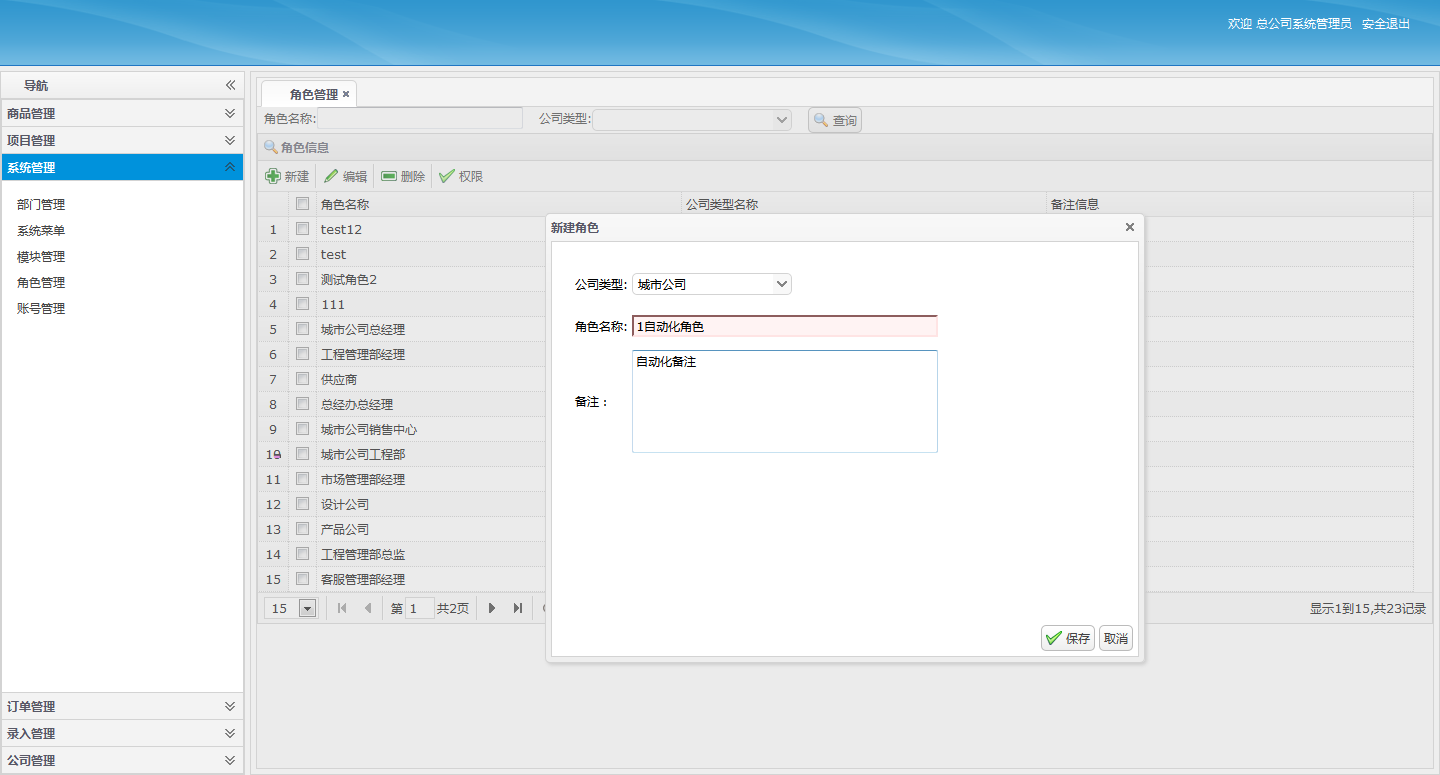 欢迎 总公司系统管理员 安全退出
导航
商品管理
项目管理
系统管理
部门管理
系统菜单
模块管理
角色管理
账号管理
订单管理
录入管理
公司管理
角色管理
角色名称: 公司类型: 查询
角色信息
新建 编辑 删除 权限
角色名称 公司类型名称 备注信息
1 test12
2 test
3 测试角色2
4 111
5 城市公司总经理
6 工程管理部经理
7 供应商
8 总经办总经理
9 城市公司销售中心
10 城市公司工程部
11 市场管理部经理
12 设计公司
13 产品公司
14 工程管理部总监
15 客服管理部经理
15 第 1 共2页 显示1到15,共23记录
新建角色
公司类型: 城市公司
角色名称: 1自动化角色
备注： 自动化备注
保存 取消